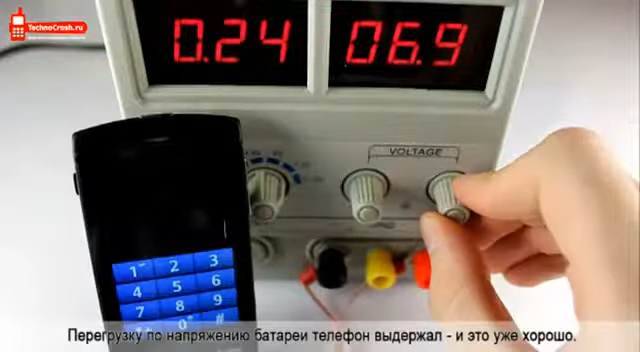 TechnoCrash.ru
0.24 06.9
VOLTAGE
1 2 3
4 5 6
7 8 9
* 0 #
Перегрузку по напряжению батареи телефон выдержал - и это уже хорошо.